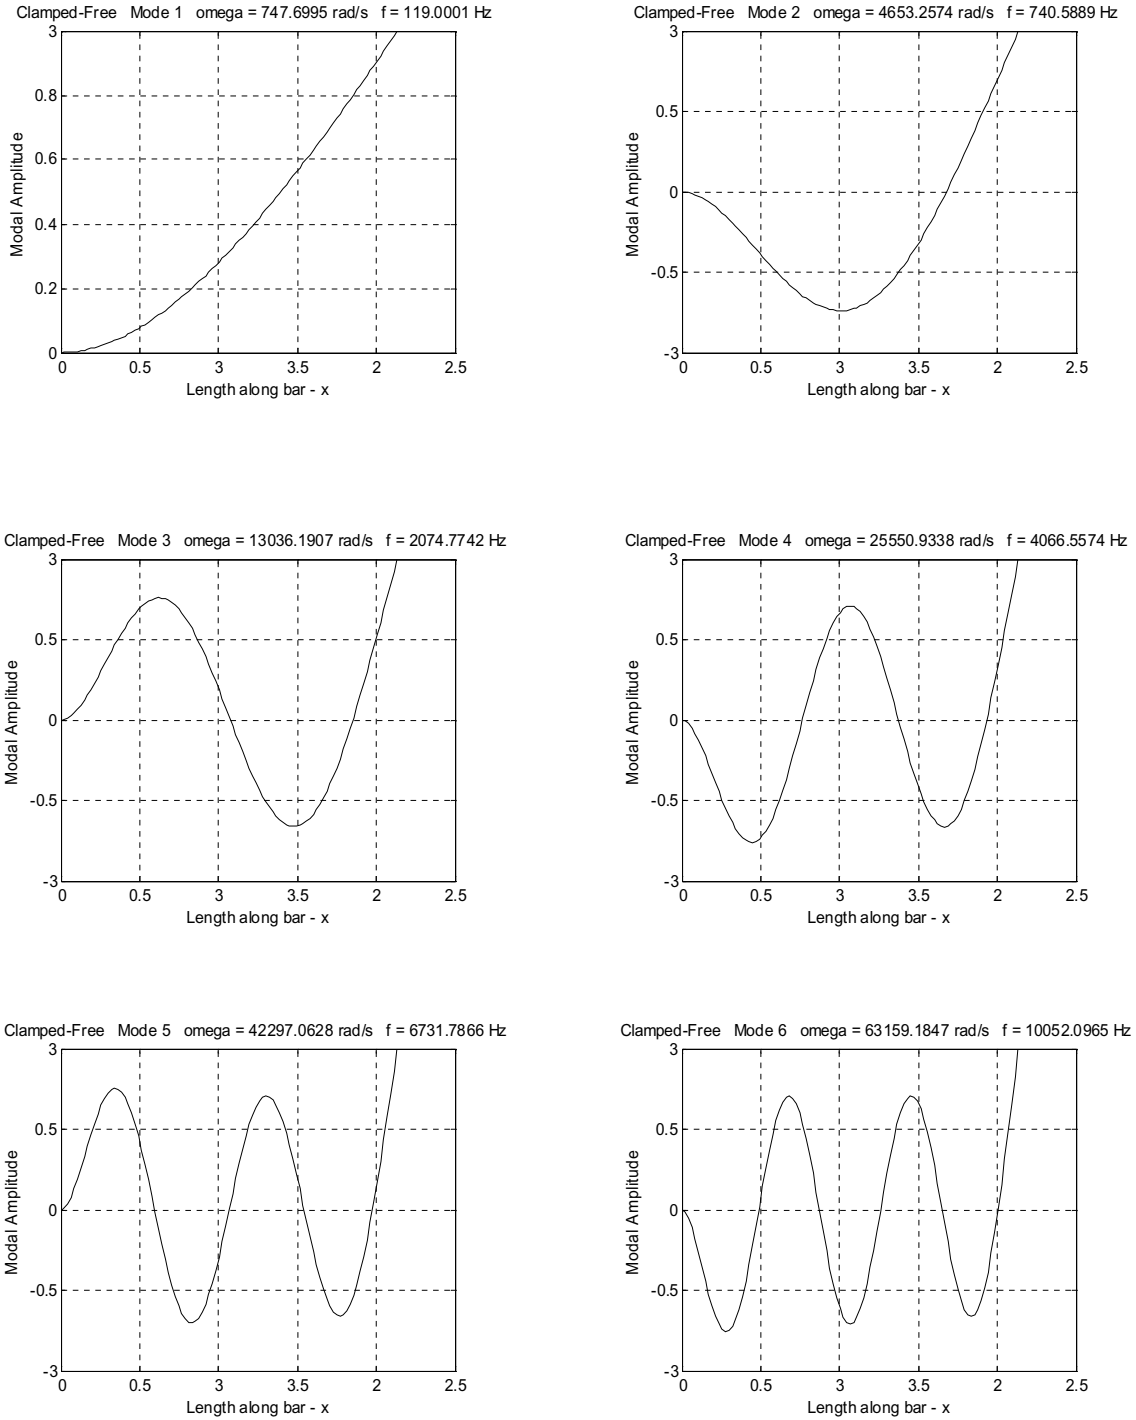 Clamped-Free Mode 1 omega = 747.6995 rad/s f = 119.0001 Hz
3
0.8
0.6
0.4
0.2
0
Modal Amplitude
0 0.5 3 3.5 2 2.5
Length along bar - x
Clamped-Free Mode 2 omega = 4653.2574 rad/s f = 740.5889 Hz
3
0.5
0
-0.5
-3
Modal Amplitude
0 0.5 3 3.5 2 2.5
Length along bar - x
Clamped-Free Mode 3 omega = 13036.1907 rad/s f = 2074.7742 Hz
3
0.5
0
-0.5
-3
Modal Amplitude
0 0.5 3 3.5 2 2.5
Length along bar - x
Clamped-Free Mode 4 omega = 25550.9338 rad/s f = 4066.5574 Hz
3
0.5
0
-0.5
-3
Modal Amplitude
0 0.5 3 3.5 2 2.5
Length along bar - x
Clamped-Free Mode 5 omega = 42297.0628 rad/s f = 6731.7866 Hz
3
0.5
0
-0.5
-3
Modal Amplitude
0 0.5 3 3.5 2 2.5
Length along bar - x
Clamped-Free Mode 6 omega = 63159.1847 rad/s f = 10052.0965 Hz
3
0.5
0
-0.5
-3
Modal Amplitude
0 0.5 3 3.5 2 2.5
Length along bar - x